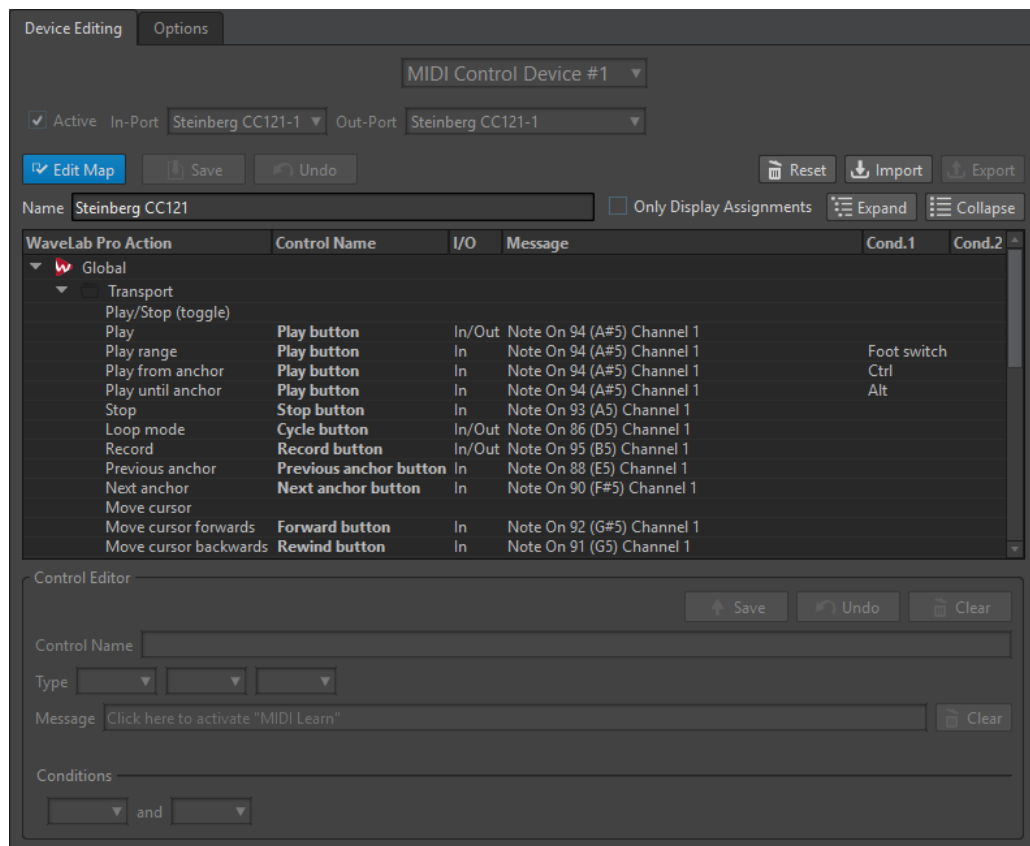 Device Editing Options
MIDI Control Device #1
Active In-Port Steinberg CC121-1 Out-Port Steinberg CC121-1
Edit Map Save Undo Reset Import Export
Name Steinberg CC121 Only Display Assignments Expand Collapse
WaveLab Pro Action Control Name I/O Message Cond.1 Cond.2
Global
Transport
Play/Stop (toggle)
Play Play button In/Out Note On 94 (A#5) Channel 1
Play range Play button In Note On 94 (A#5) Channel 1 Foot switch
Play from anchor Play button In Note On 94 (A#5) Channel 1 Ctrl
Play until anchor Play button In Note On 94 (A#5) Channel 1 Alt
Stop Stop button In Note On 93 (A5) Channel 1
Loop mode Cycle button In/Out Note On 86 (D5) Channel 1
Record Record button In/Out Note On 95 (B5) Channel 1
Previous anchor Previous anchor button In Note On 88 (E5) Channel 1
Next anchor Next anchor button In Note On 90 (F#5) Channel 1
Move cursor
Move cursor forwards Forward button In Note On 92 (G#5) Channel 1
Move cursor backwards Rewind button In Note On 91 (G5) Channel 1
Control Editor
Save Undo Clear
Control Name
Type
Message Click here to activate "MIDI Learn" Clear
Conditions
and